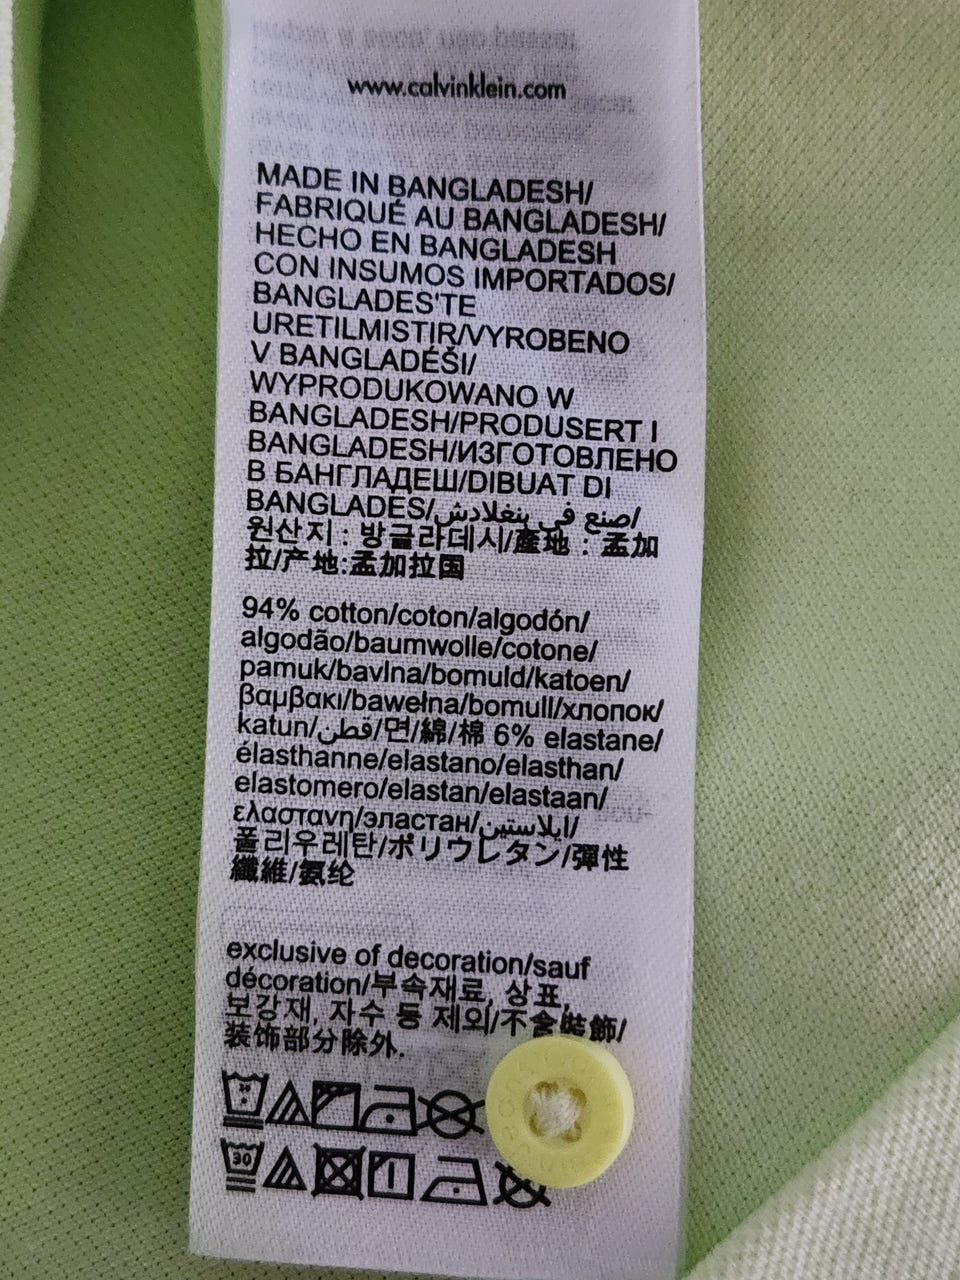 www.calvinklein.com
MADE IN BANGLADESH/
FABRIQUÉ AU BANGLADESH/
HECHO EN BANGLADESH
CON INSUMOS IMPORTADOS/
BANGLADES'TE
URETILMISTIR/VYROBENO
V BANGLADÉŠI/
WYPRODUKOWANO W
BANGLADESH/PRODUSERT I
BANGLADESH/ИЗГОТОВЛЕНО
В БАНГЛАДЕШ/DIBUAT DI
BANGLADES/صنع في بنغلادش/
원산지 : 방글라데시/產地 : 孟加
拉/产地:孟加拉国
94% cotton/coton/algodón/
algodão/baumwolle/cotone/
pamuk/bavlna/bomuld/katoen/
βαμβακι/bawełna/bomull/хлопок/
katun/قطن/면/綿/棉 6% elastane/
élasthanne/elastano/elasthan/
elastomero/elastan/elastaan/
ελαστανη/эластан/ايلاستين/
폴리우레탄/ポリウレタン/彈性
纖維/氨纶
exclusive of decoration/sauf
décoration/부속재료, 상표,
보강재, 자수 등 제외/不含裝飾/
装饰部分除外.
30
30